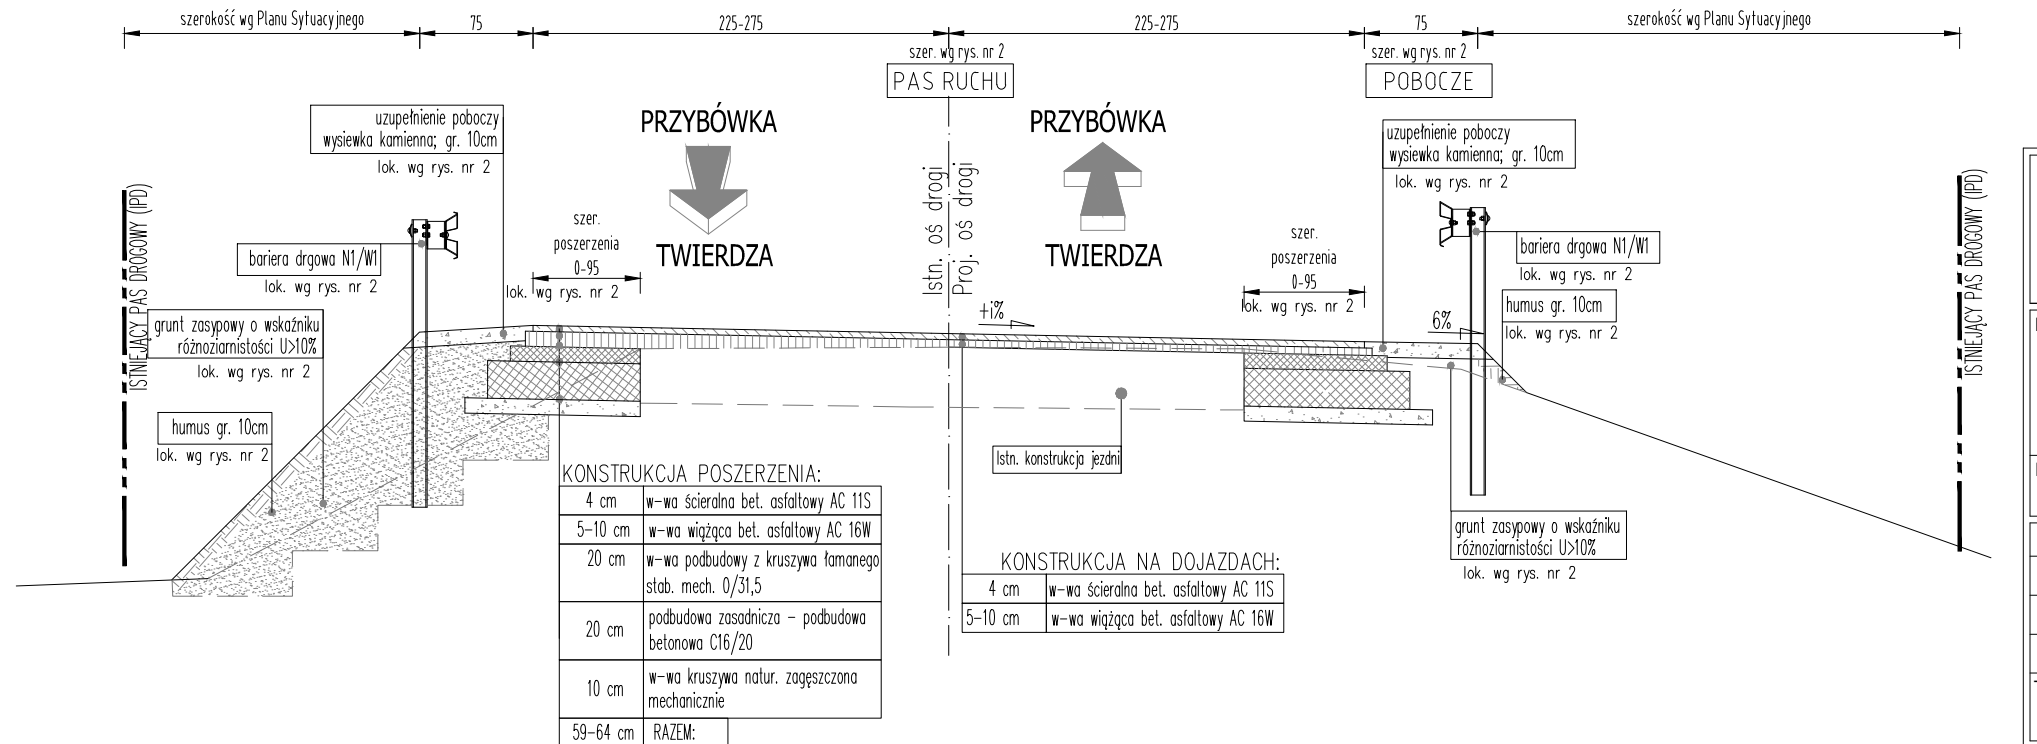 szerokość wg Planu Sytuacyjnego
75
225-275
225-275
75
szerokość wg Planu Sytuacyjnego
szer. wg rys. nr 2
PAS RUCHU
szer. wg rys. nr 2
POBOCZE
uzupełnienie poboczy
wysiewka kamienna; gr. 10cm
lok. wg rys. nr 2
PRZYBÓWKA
TWIERDZA
PRZYBÓWKA
TWIERDZA
uzupełnienie poboczy
wysiewka kamienna; gr. 10cm
lok. wg rys. nr 2
ISTNIEJĄCY PAS DROGOWY (IPD)
bariera drgowa N1/W1
lok. wg rys. nr 2
szer.
poszerzenia
0-95
lok. wg rys. nr 2
Istn. oś drogi
Proj. oś drogi
szer.
poszerzenia
0-95
lok. wg rys. nr 2
bariera drgowa N1/W1
lok. wg rys. nr 2
ISTNIEJĄCY PAS DROGOWY (IPD)
grunt zasypowy o wskaźniku
różnoziarnistości U>10%
lok. wg rys. nr 2
+i%
6%
humus gr. 10cm
lok. wg rys. nr 2
humus gr. 10cm
lok. wg rys. nr 2
Istn. konstrukcja jezdni
KONSTRUKCJA POSZERZENIA:
4 cm w-wa ścieralna bet. asfaltowy AC 11S
5-10 cm w-wa wiążąca bet. asfaltowy AC 16W
20 cm w-wa podbudowy z kruszywa łamanego
stab. mech. 0/31,5
20 cm podbudowa zasadnicza - podbudowa
betonowa C16/20
10 cm w-wa kruszywa natur. zagęszczona
mechanicznie
59-64 cm RAZEM:
KONSTRUKCJA NA DOJAZDACH:
4 cm w-wa ścieralna bet. asfaltowy AC 11S
5-10 cm w-wa wiążąca bet. asfaltowy AC 16W
grunt zasypowy o wskaźniku
różnoziarnistości U>10%
lok. wg rys. nr 2